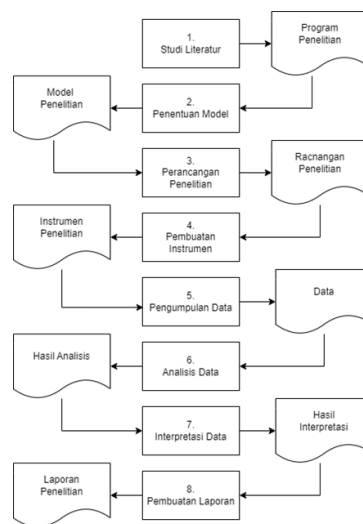 1.
Studi Literatur
Program
Penelitian
Model
Penelitian
2.
Penentuan Model
3.
Perancangan
Penelitian
Racnangan
Penelitian
Instrumen
Penelitian
4.
Pembuatan
Instrumen
5.
Pengumpulan Data
Data
Hasil Analisis
6.
Analisis Data
7.
Interpretasi Data
Hasil
Interpretasi
Laporan
Penelitian
8.
Pembuatan Laporan